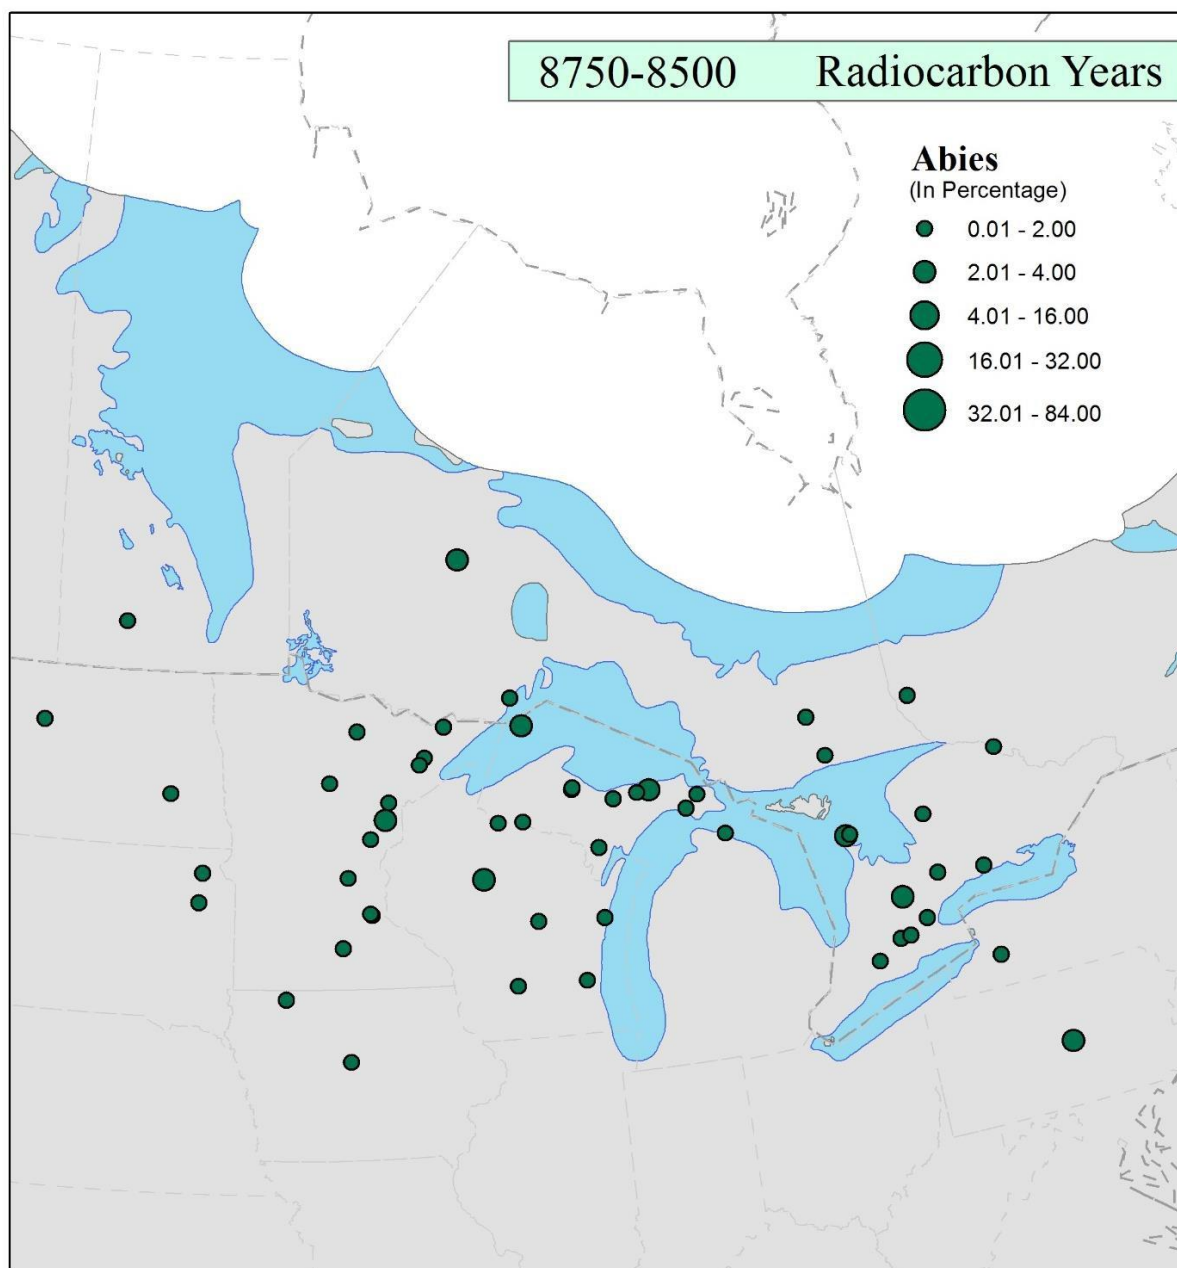 8750-8500 Radiocarbon Years
Abies
(In Percentage)
0.01 - 2.00
2.01 - 4.00
4.01 - 16.00
16.01 - 32.00
32.01 - 84.00